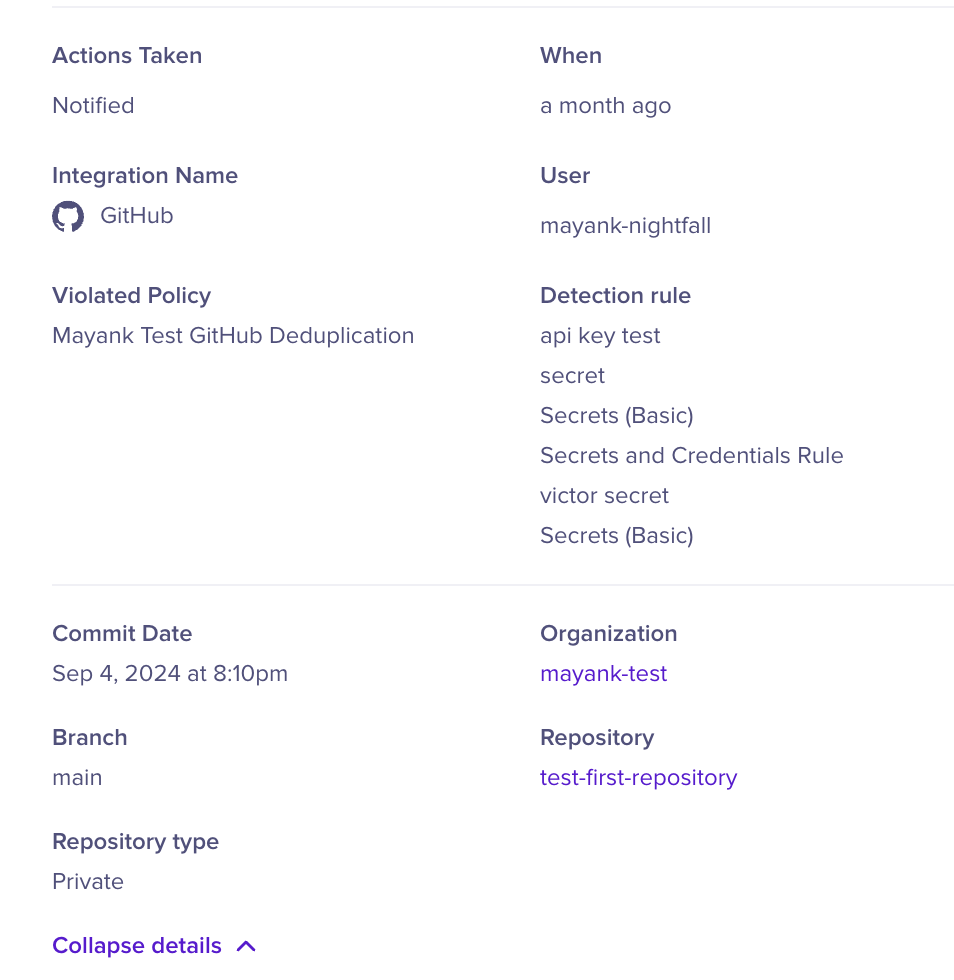 Actions Taken
Notified
When
a month ago
Integration Name
GitHub
User
mayank-nightfall
Violated Policy
Mayank Test GitHub Deduplication
Detection rule
api key test
secret
Secrets (Basic)
Secrets and Credentials Rule
victor secret
Secrets (Basic)
Commit Date
Sep 4, 2024 at 8:10pm
Organization
mayank-test
Branch
main
Repository
test-first-repository
Repository type
Private
Collapse details